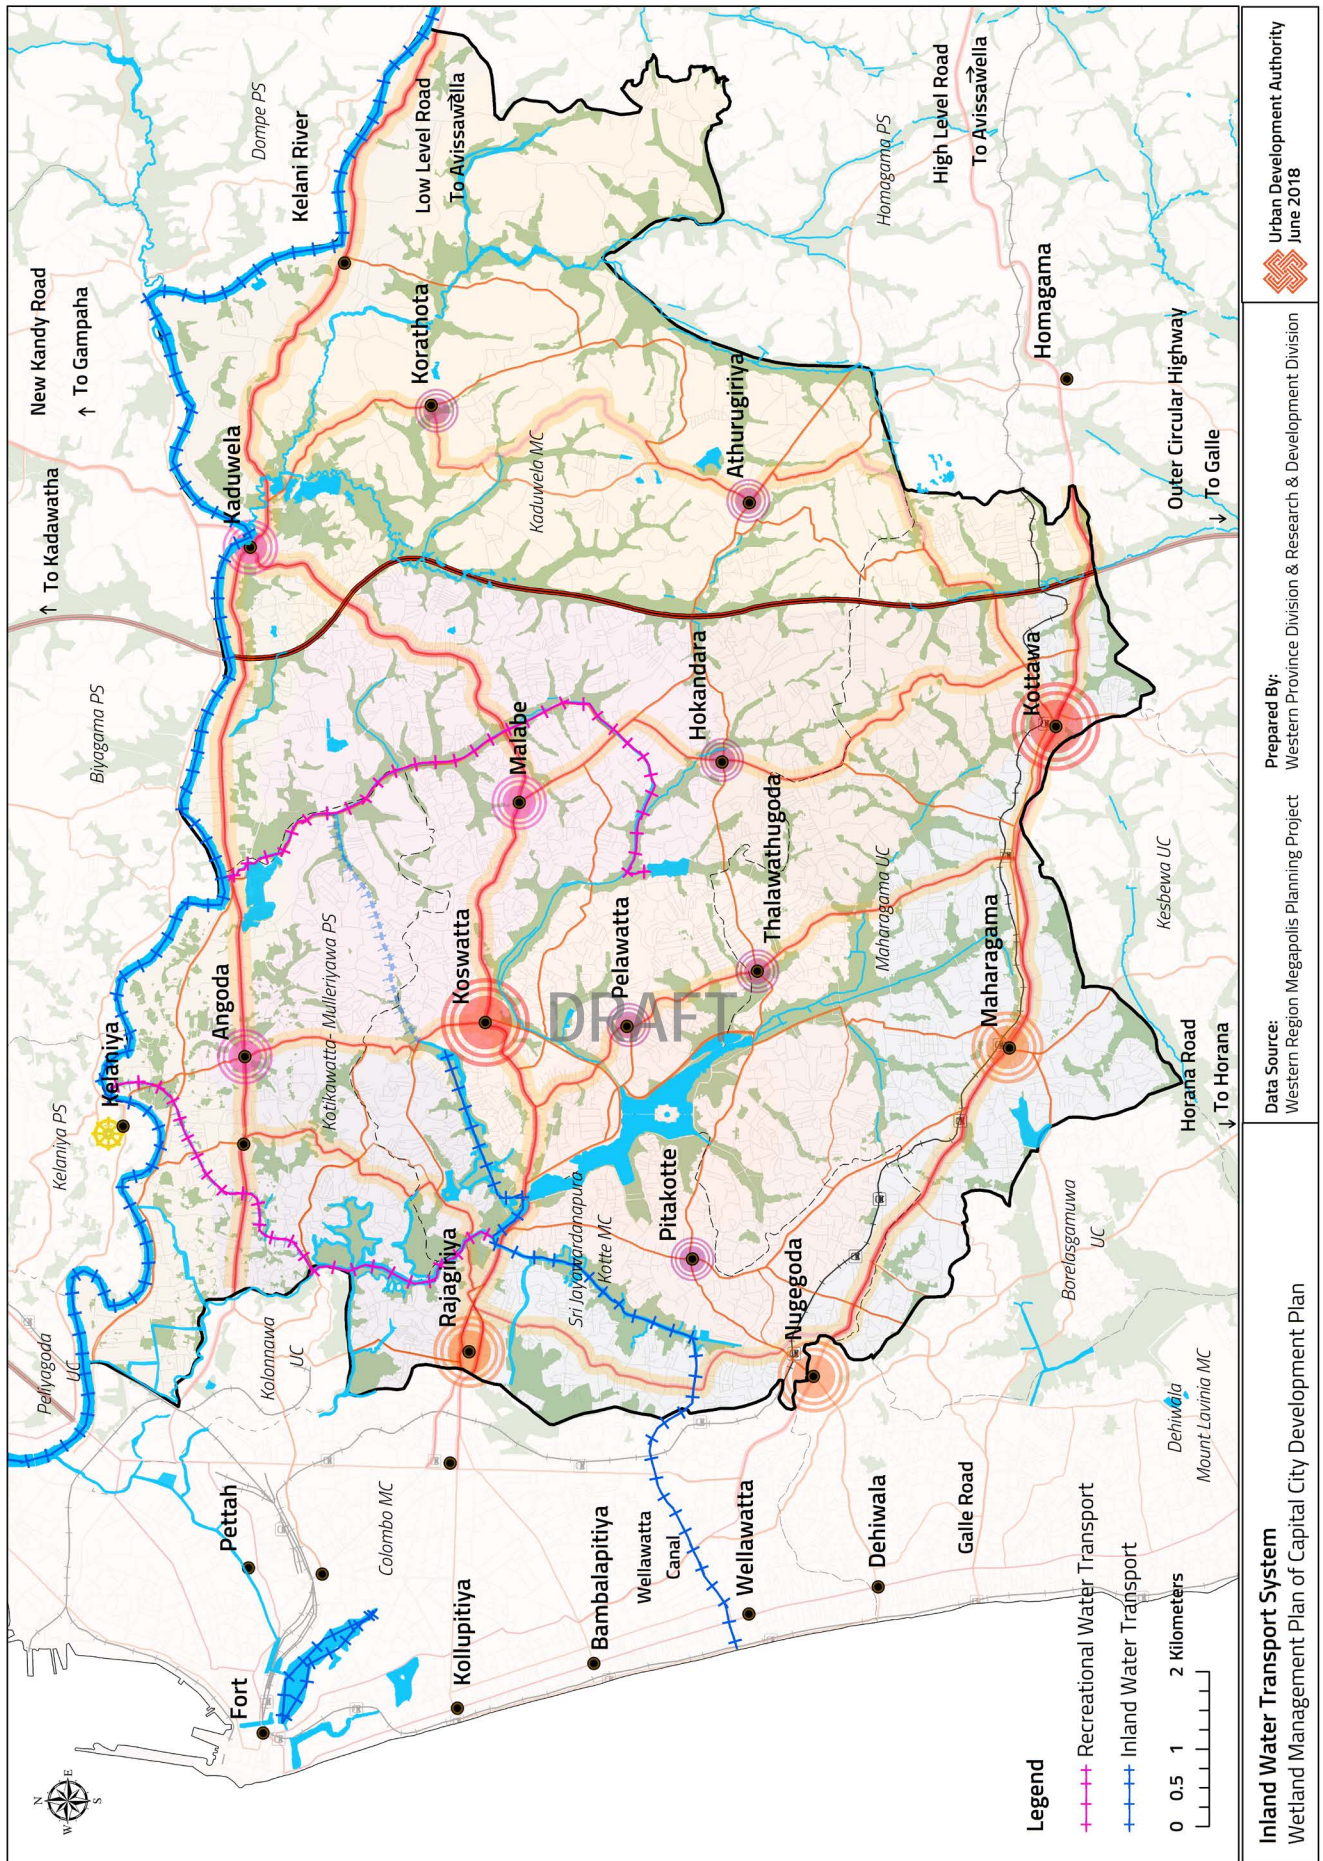 N
W
E
S
Fort
Pettah
Kollupitiya
Bambalapitiya
Wellawatta
Canal
Wellawatta
Dehiwala
Galle Road
Colombo MC
Dehiwala
Mount Lavinia MC
Peliyagoda
UC
Kolonnawa
UC
Rajagiriya
Sri Jayawardanapura
Kotte MC
Pitakotte
Nugegoda
Borelasgamuwa
UC
Kelaniya PS
Kelaniya
Angoda
Kotikawatta- Mulleriyawa PS
Koswatta
DRAFT
Pelawatta
Thalawathugoda
Maharagama UC
Maharagama
Horana Road
To Horana
Kesbewa UC
Biyagama PS
Malabe
Hokandara
Kottawa
To Kadawatha
New Kandy Road
To Gampaha
Kaduwela
Korathota
Kaduwela MC
Athurugiriya
Outer Circular Highway
To Galle
Homagama
Dompe PS
Kelani River
Low Level Road
To Avissawella
Homagama PS
High Level Road
To Avissawella
Legend
Recreational Water Transport
Inland Water Transport
0 0.5 1 2 Kilometers
Inland Water Transport System
Wetland Management Plan of Capital City Development Plan
Data Source:
Western Region Megapolis Planning Project
Prepared By:
Western Province Division & Research & Development Division
Urban Development Authority
June 2018